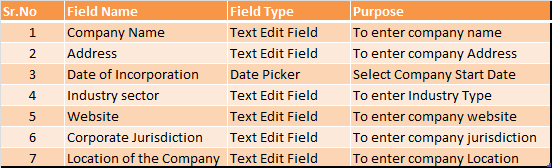 Sr.No Field Name Field Type Purpose
1 Company Name Text Edit Field To enter company name
2 Address Text Edit Field To enter company Address
3 Date of Incorporation Date Picker Select Company Start Date
4 Industry sector Text Edit Field To enter Industry Type
5 Website Text Edit Field To enter company website
6 Corporate Jurisdiction Text Edit Field To enter company jurisdiction
7 Location of the Company Text Edit Field To enter company Location